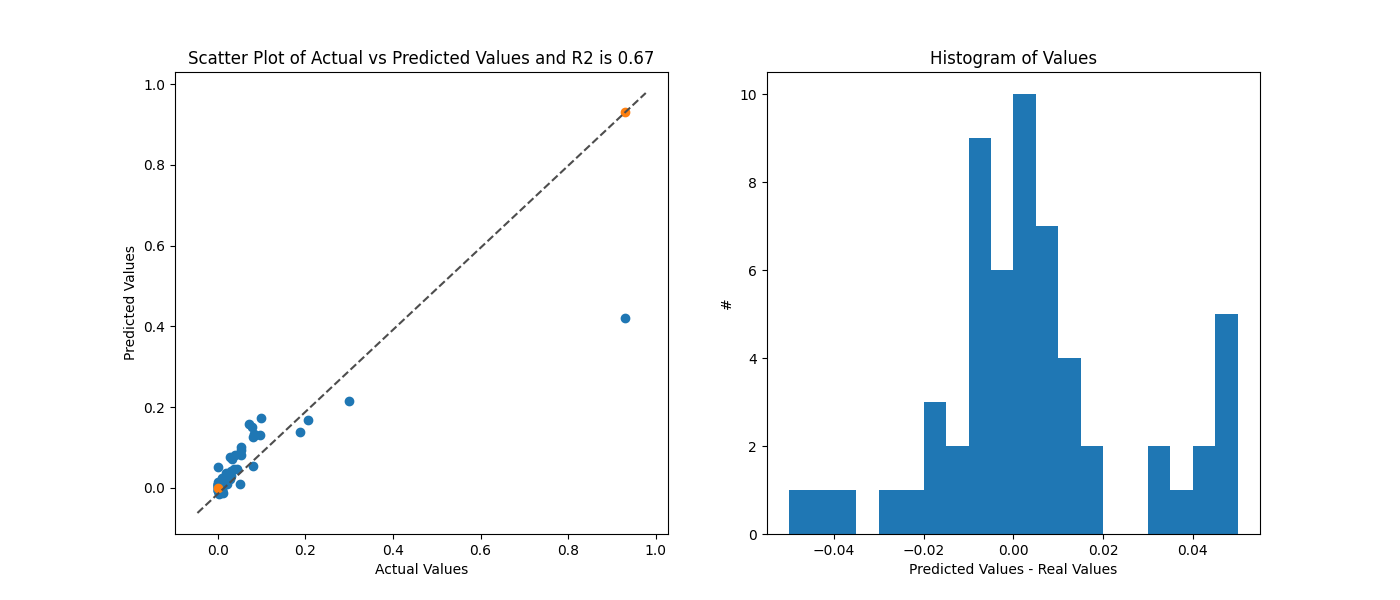 Scatter Plot of Actual vs Predicted Values and R2 is 0.67
1.0
0.8
0.6
0.4
0.2
0.0
Predicted Values
0.0 0.2 0.4 0.6 0.8 1.0
Actual Values
Histogram of Values
10
8
6
4
2
0
#
−0.04 −0.02 0.00 0.02 0.04
Predicted Values - Real Values